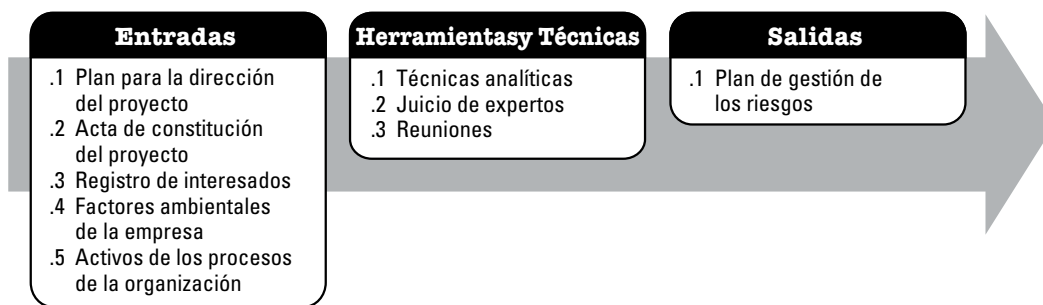 Entradas
.1 Plan para la dirección
del proyecto
.2 Acta de constitución
del proyecto
.3 Registro de interesados
.4 Factores ambientales
de la empresa
.5 Activos de los procesos
de la organización
Herramientasy Técnicas
.1 Técnicas analíticas
.2 Juicio de expertos
.3 Reuniones
Salidas
.1 Plan de gestión de
los riesgos